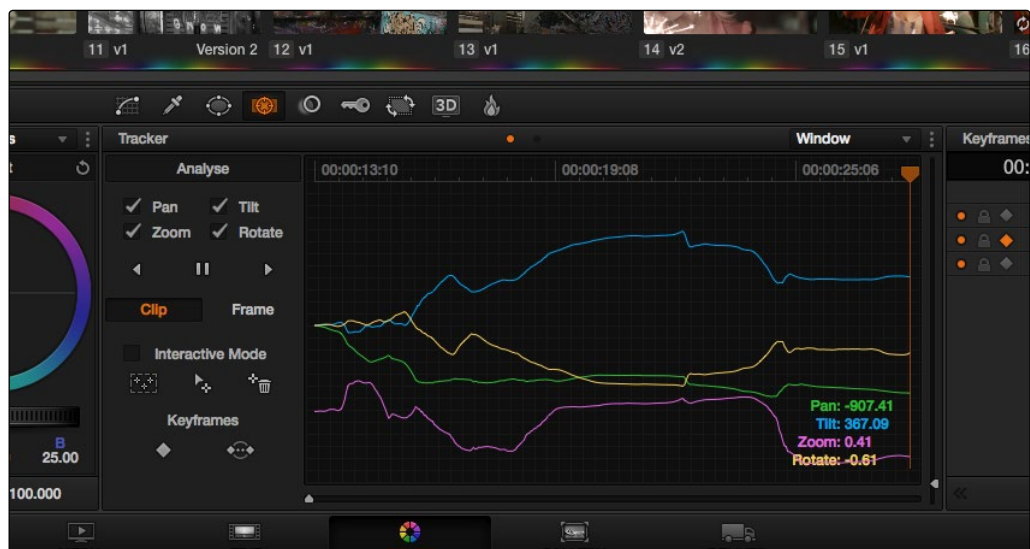 11 v1 Version 2 12 v1 13 v1 14 v2 15 v1 16
3D
Tracker Window Keyframes
Analyse 00:00:13:10 00:00:19:08 00:00:25:06 00:
Pan Tilt
Zoom Rotate
Clip Frame
Interactive Mode
Keyframes
B
25.00
100.000
Pan: -907.41
Tilt: 367.09
Zoom: 0.41
Rotate: -0.61